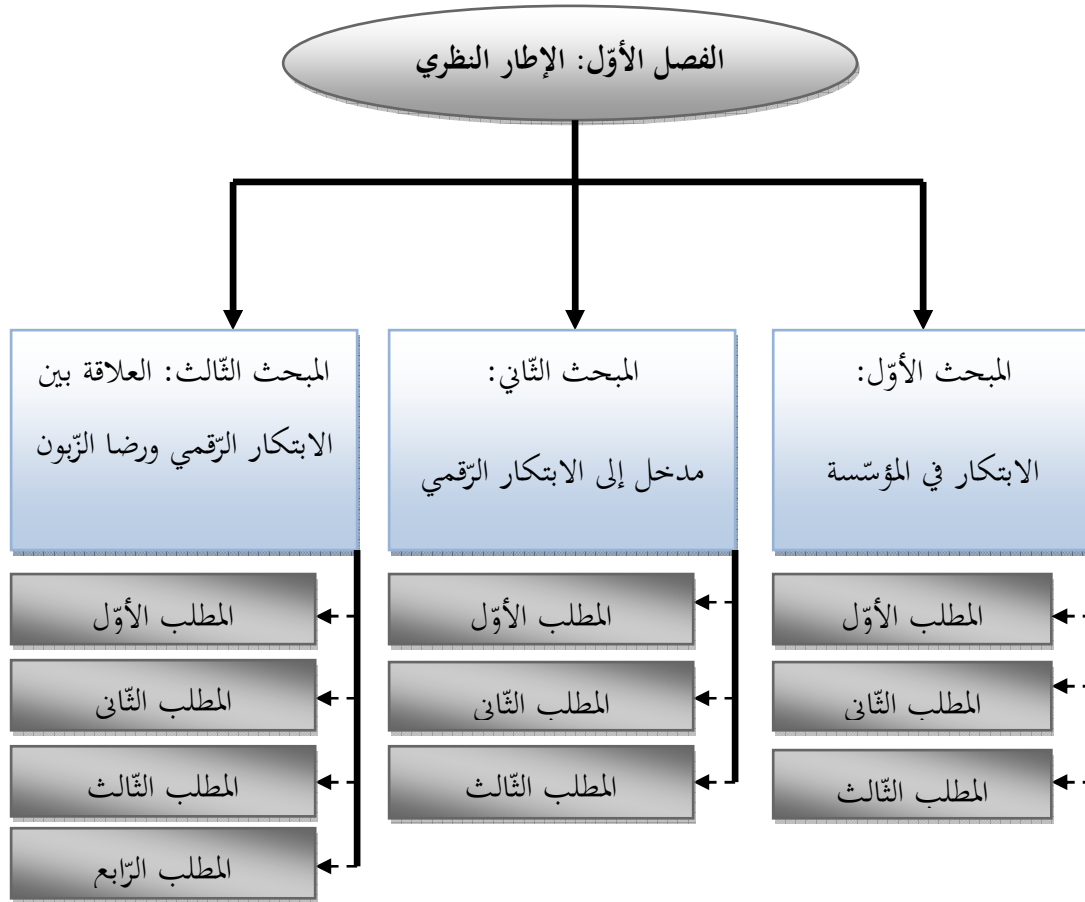 الفصل الأوّل: الإطار النظري
المبحث الأوّل:
الابتكار في المؤسّسة
المطلب الأوّل
المطلب الثّاني
المطلب الثّالث
المبحث الثّاني:
مدخل إلى الابتكار الرّقمي
المطلب الأوّل
المطلب الثّاني
المطلب الثّالث
المبحث الثّالث: العلاقة بين
الابتكار الرّقمي ورضا الزّبون
المطلب الأوّل
المطلب الثّاني
المطلب الثّالث
المطلب الرّابع